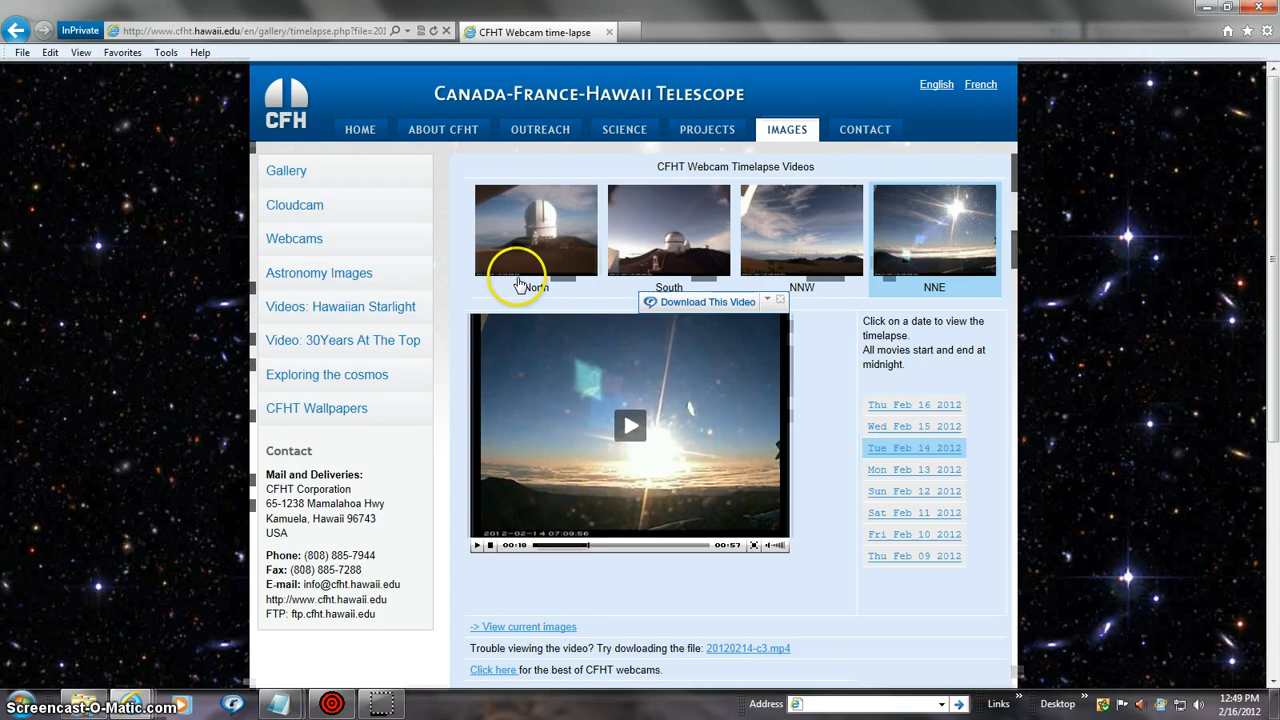 InPrivate
http://www.cfht.hawaii.edu/en/gallery/timelapse.php?file=201
CFHT Webcam time-lapse
File Edit View Favorites Tools Help
CFH
CANADA-FRANCE-HAWAII TELESCOPE
English French
HOME ABOUT CFHT OUTREACH SCIENCE PROJECTS IMAGES CONTACT
Gallery
Cloudcam
Webcams
Astronomy Images
Videos: Hawaiian Starlight
Video: 30Years At The Top
Exploring the cosmos
CFHT Wallpapers
Contact
Mail and Deliveries:
CFHT Corporation
65-1238 Mamalahoa Hwy
Kamuela, Hawaii 96743
USA
Phone: (808) 885-7944
Fax: (808) 885-7288
E-mail: info@cfht.hawaii.edu
http://www.cfht.hawaii.edu
FTP: ftp.cfht.hawaii.edu
CFHT Webcam Timelapse Videos
North South NNW NNE
Download This Video
2012-02-14 07:09:56
00:19 00:57
Click on a date to view the
timelapse.
All movies start and end at
midnight.
Thu Feb 16 2012
Wed Feb 15 2012
Tue Feb 14 2012
Mon Feb 13 2012
Sun Feb 12 2012
Sat Feb 11 2012
Fri Feb 10 2012
Thu Feb 09 2012
-> View current images
Trouble viewing the video? Try dowloading the file: 20120214-c3.mp4
Click here for the best of CFHT webcams.
Screencast-O-Matic.com
Address
Links
Desktop
12:49 PM
2/16/2012